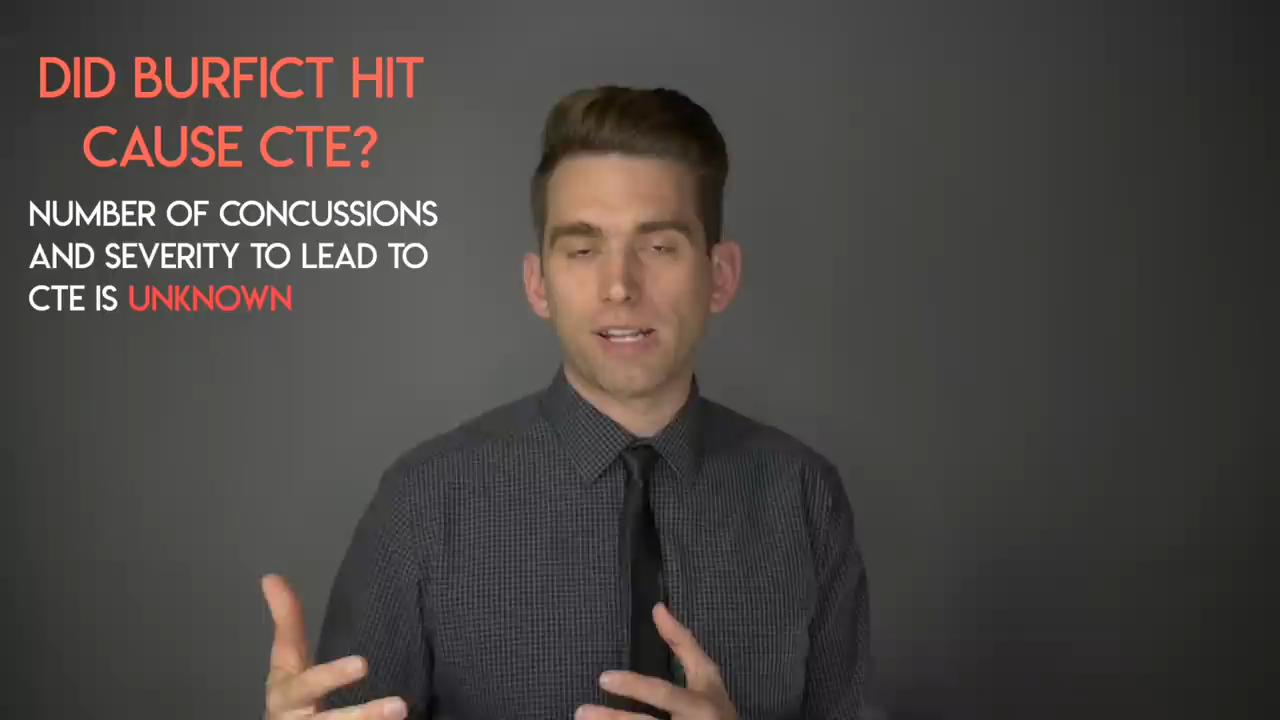 DID BURFICT HIT
CAUSE CTE?
NUMBER OF CONCUSSIONS
AND SEVERITY TO LEAD TO
CTE IS UNKNOWN